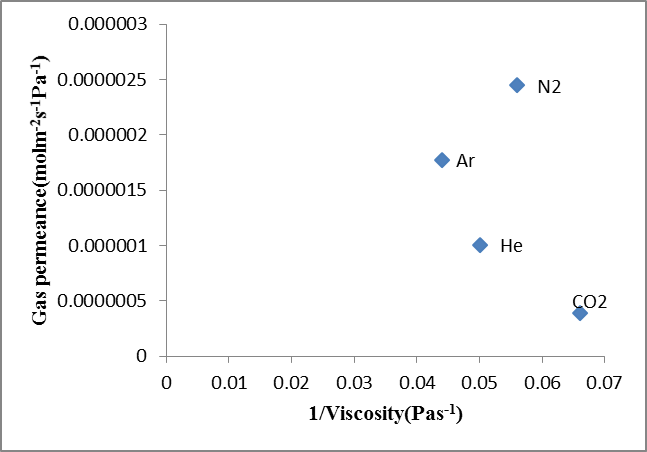 0.000003
0.0000025
0.000002
0.0000015
0.000001
0.0000005
0
Gas permeance(molm-2s-1Pa-1)
N2
Ar
He
CO2
0 0.01 0.02 0.03 0.04 0.05 0.06 0.07
1/Viscosity(Pas-1)